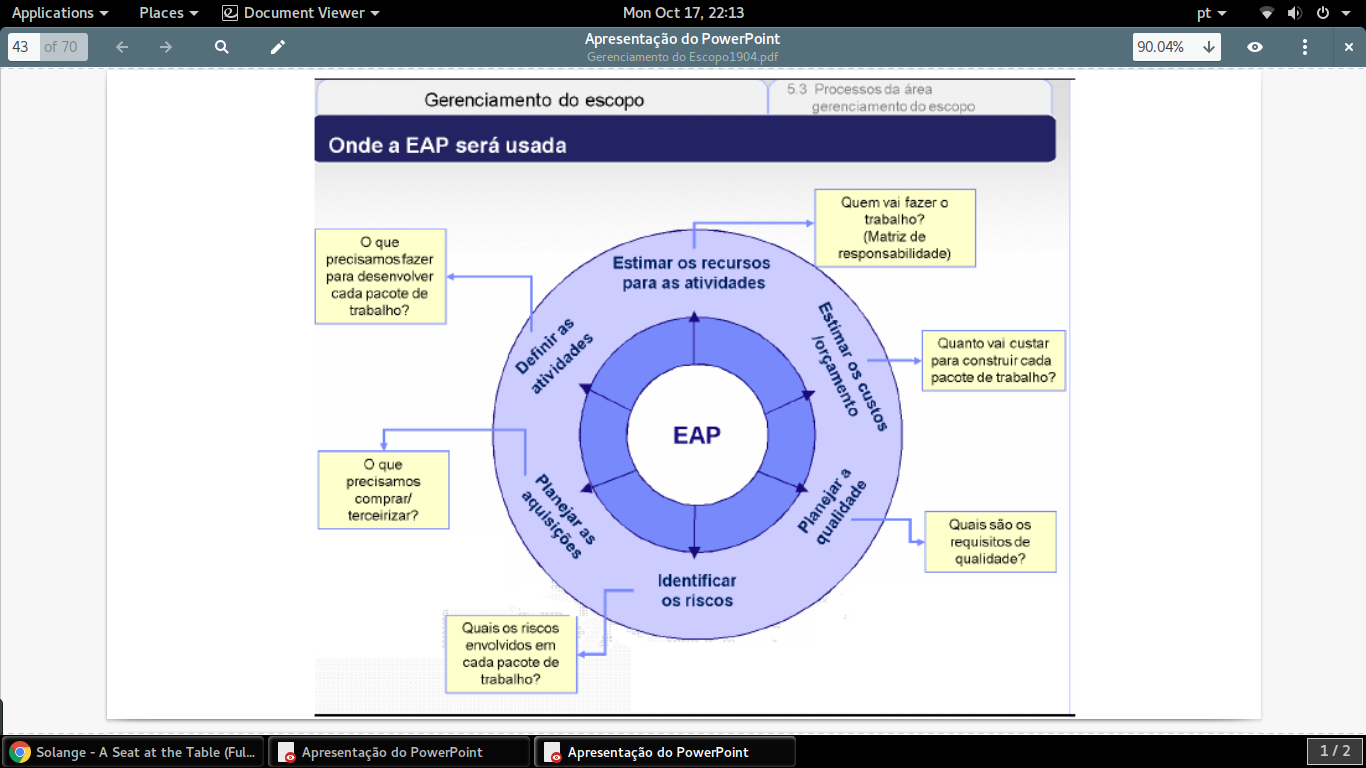 Applications
Places
Document Viewer
Mon Oct 17, 22:13
pt
43 of 70
Apresentação do PowerPoint
Gerenciamento do Escopo1904.pdf
90.04%
Gerenciamento do escopo
5.3 Processos da área
gerenciamento do escopo
Onde a EAP será usada
Quem vai fazer o
trabalho?
(Matriz de
responsabilidade)
O que
precisamos fazer
para desenvolver
cada pacote de
trabalho?
Estimar os recursos
para as atividades
Definir as
atividades
Estimar os custos
/orçamento
Quanto vai custar
para construir cada
pacote de trabalho?
EAP
O que
precisamos
comprar/
terceirizar?
Planejar as
aquisições
Planejar a
qualidade
Quais são os
requisitos de
qualidade?
Identificar
os riscos
Quais os riscos
envolvidos em
cada pacote de
trabalho?
Solange - A Seat at the Table (Ful...
Apresentação do PowerPoint
Apresentação do PowerPoint
1 / 2